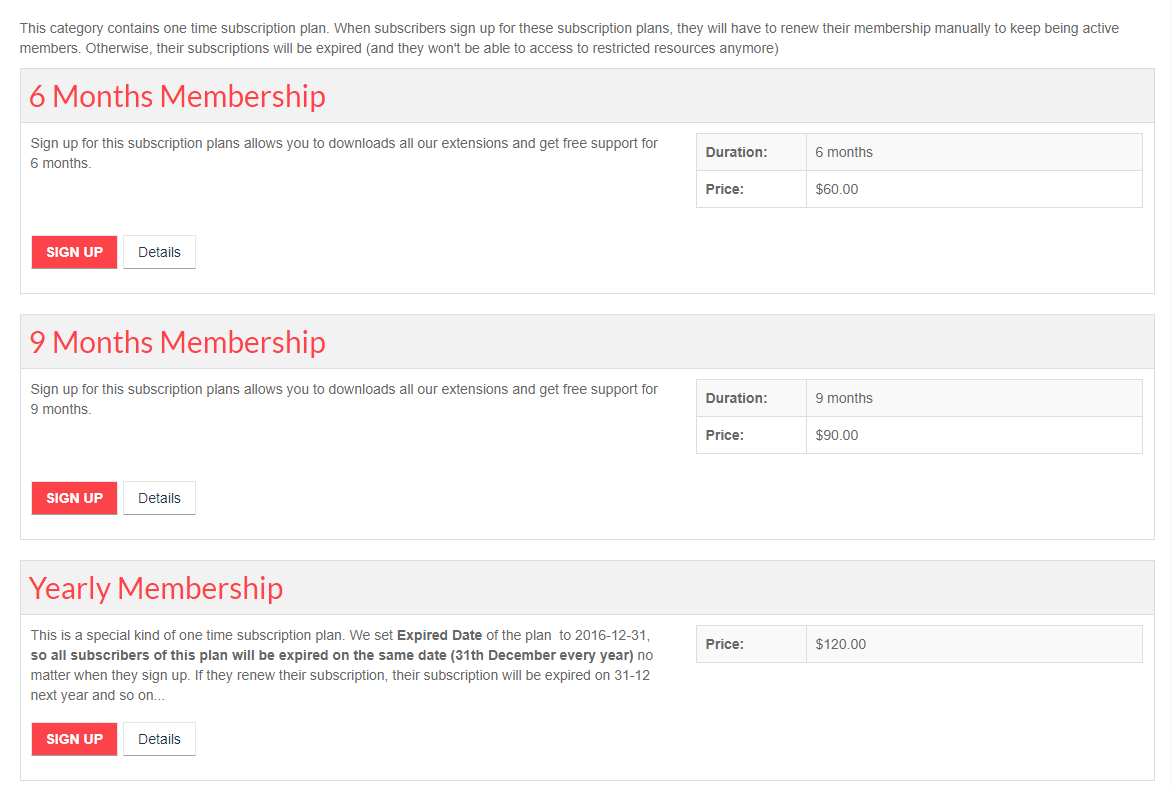 This category contains one time subscription plan. When subscribers sign up for these subscription plans, they will have to renew their membership manually to keep being active
members. Otherwise, their subscriptions will be expired (and they won't be able to access to restricted resources anymore)
6 Months Membership
Sign up for this subscription plans allows you to downloads all our extensions and get free support for
6 months.
Duration: 6 months
Price: $60.00
SIGN UP Details
9 Months Membership
Sign up for this subscription plans allows you to downloads all our extensions and get free support for
9 months.
Duration: 9 months
Price: $90.00
SIGN UP Details
Yearly Membership
This is a special kind of one time subscription plan. We set Expired Date of the plan  to 2016-12-31,
so all subscribers of this plan will be expired on the same date (31th December every year) no
matter when they sign up. If they renew their subscription, their subscription will be expired on 31-12
next year and so on...
Price: $120.00
SIGN UP Details